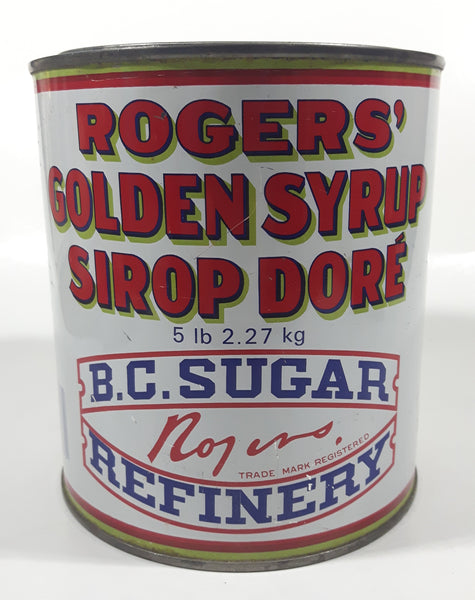 ROGERS'
GOLDEN SYRUP
SIROP DORÉ
5 lb 2.27 kg
B.C. SUGAR
Rogers.
TRADE MARK REGISTERED
REFINERY